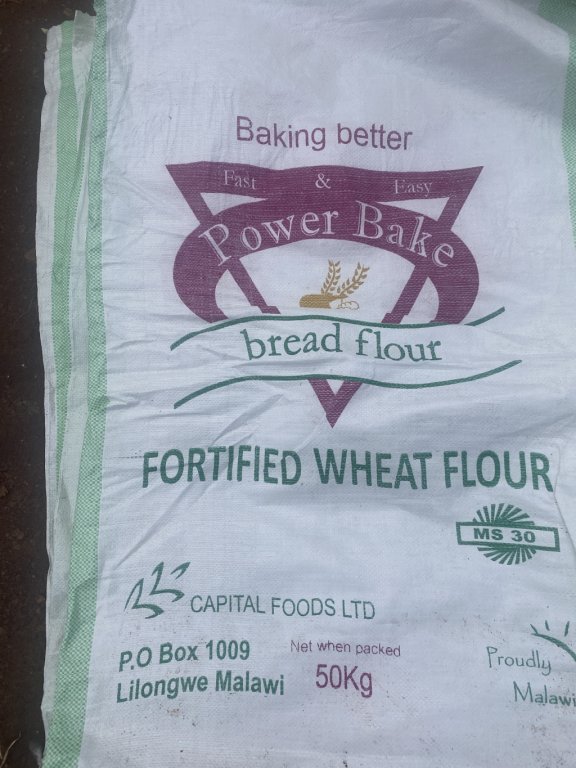 Baking better
Fast & Easy
Power Bake
bread flour
FORTIFIED WHEAT FLOUR
MS 30
CAPITAL FOODS LTD
P.O Box 1009
Lilongwe Malawi
Net when packed
50Kg
Proudly
Malawi